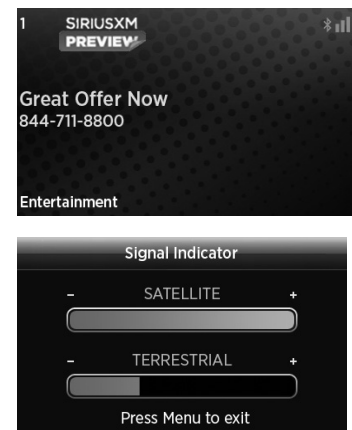 1
SIRIUSXM
PREVIEW
Great Offer Now
844-711-8800
Entertainment
Signal Indicator
- SATELLITE +
- TERRESTRIAL +
Press Menu to exit